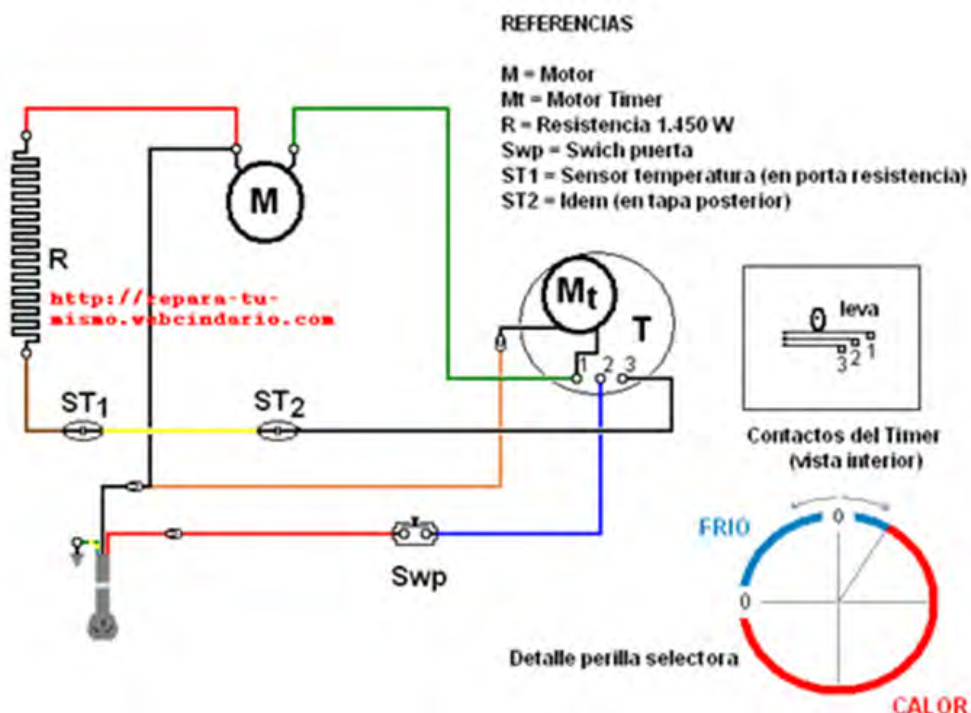 REFERENCIAS
M = Motor
Mt = Motor Timer
R = Resistencia 1.450 W
Swp = Swich puerta
ST1 = Sensor temperatura (en porta resistencia)
ST2 = Idem (en tapa posterior)
M
R
http://repara-tu-
mismo.webcindario.com
Mt
T
1 2 3
ST1
ST2
Swp
0 leva
3 2 1
Contactos del Timer
(vista interior)
FRIO
0
0
Detalle perilla selectora
CALOR